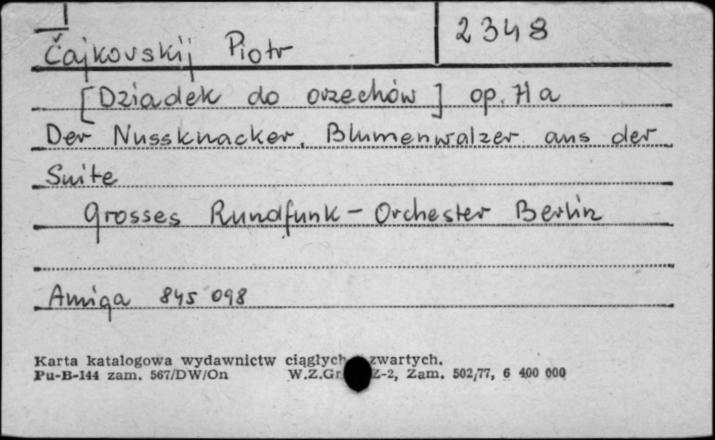 2348
Čajkovskij Piotr
[Dziadek do orzechów] op. 71 a
Der Nussknacker. Blumenwalzer aus der
Suite
Grosses Rundfunk - Orchester Berlin
Amiga 845 098
Karta katalogowa wydawnictw ciągłych zwartych.
Pu-B-144 zam. 567/DW/On W.Z.Gr Z-2, Zam. 502/77, 6 400 000